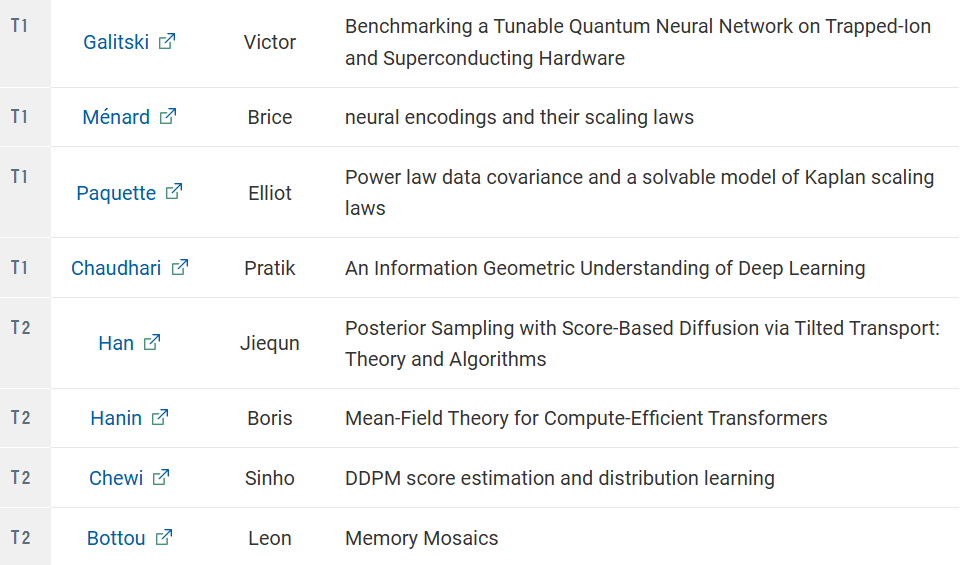 T1 Galitski Victor Benchmarking a Tunable Quantum Neural Network on Trapped-Ion
and Superconducting Hardware
T1 Ménard Brice neural encodings and their scaling laws
T1 Paquette Elliot Power law data covariance and a solvable model of Kaplan scaling
laws
T1 Chaudhari Pratik An Information Geometric Understanding of Deep Learning
T2 Han Jiequn Posterior Sampling with Score-Based Diffusion via Tilted Transport:
Theory and Algorithms
T2 Hanin Boris Mean-Field Theory for Compute-Efficient Transformers
T2 Chewi Sinho DDPM score estimation and distribution learning
T2 Bottou Leon Memory Mosaics